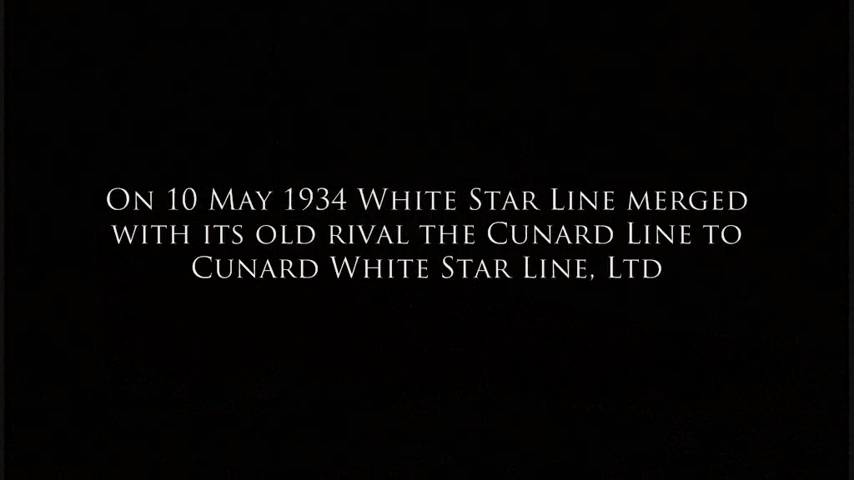 On 10 May 1934 White Star Line merged
with its old rival the Cunard Line to
Cunard White Star Line, Ltd